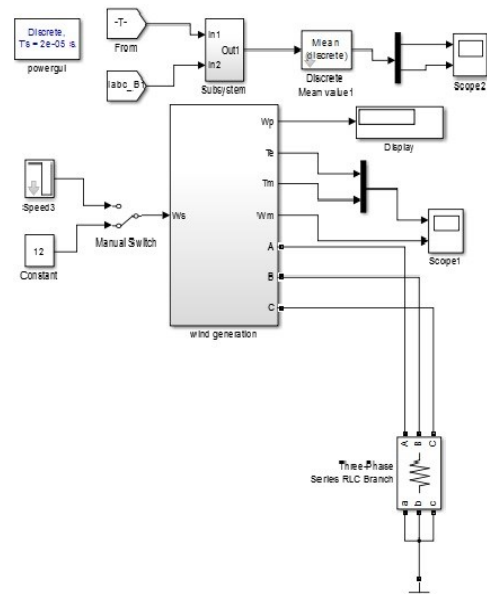 Discrete,
Ts = 2e-05 s.
powergui
-T-
From
Iabc_B1
In1
In2
Out1
Subsystem
Mean
(discrete)
Discrete
Mean value1
Scope2
Wp
Display
Te
Tm
Wm
A
B
C
Ws
wind generation
Speed3
Manual Switch
12
Constant
Scope1
A B C
Three-Phase
Series RLC Branch
a b c